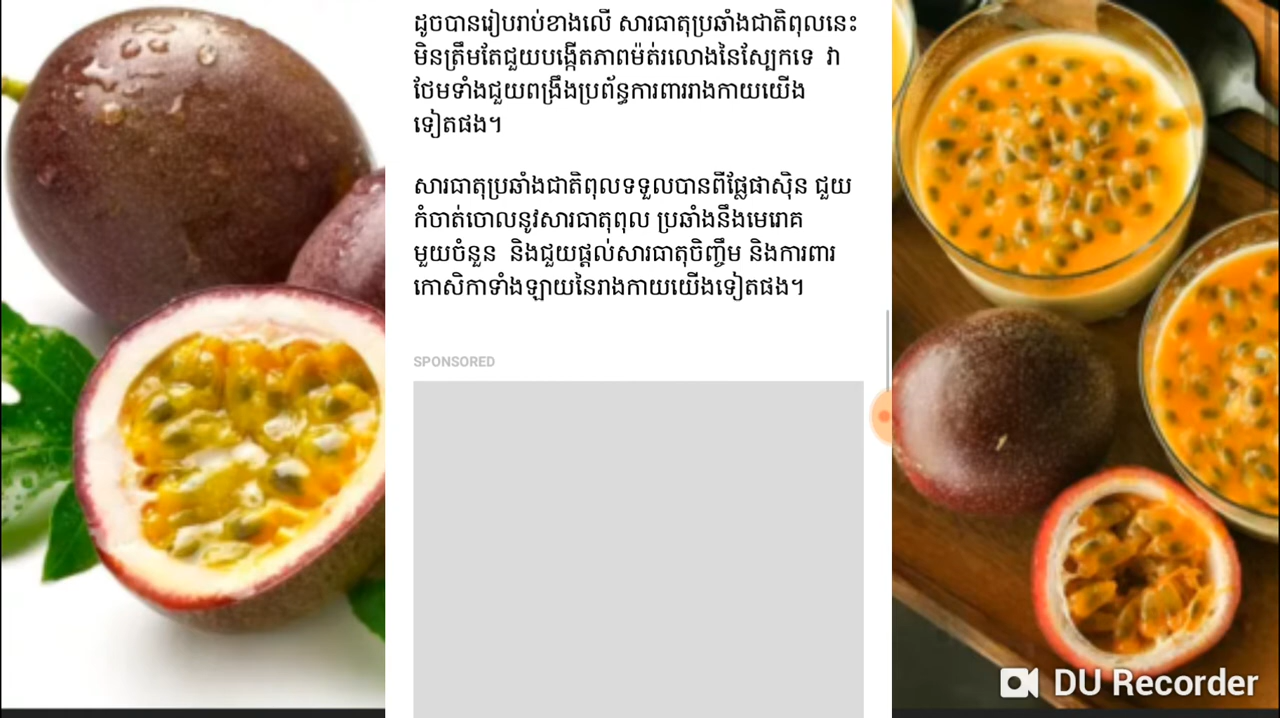 ដូចបានរៀបរាប់ខាងលើ សារធាតុប្រឆាំងជាតិពុលនេះ
មិនត្រឹមតែជួយបង្កើតភាពម៉ត់រលោងនៃស្បែកទេ វា
ថែមទាំងជួយពង្រឹងប្រព័ន្ធការពាររាងកាយយើង
ទៀតផង។
សារធាតុប្រឆាំងជាតិពុលទទួលបានពីផ្លែផាស៊ិន ជួយ
កំចាត់ចោលនូវសារធាតុពុល ប្រឆាំងនឹងមេរោគ
មួយចំនួន និងជួយផ្តល់សារធាតុចិញ្ចឹម និងការពារ
កោសិកាទាំងឡាយនៃរាងកាយយើងទៀតផង។
SPONSORED
DU Recorder